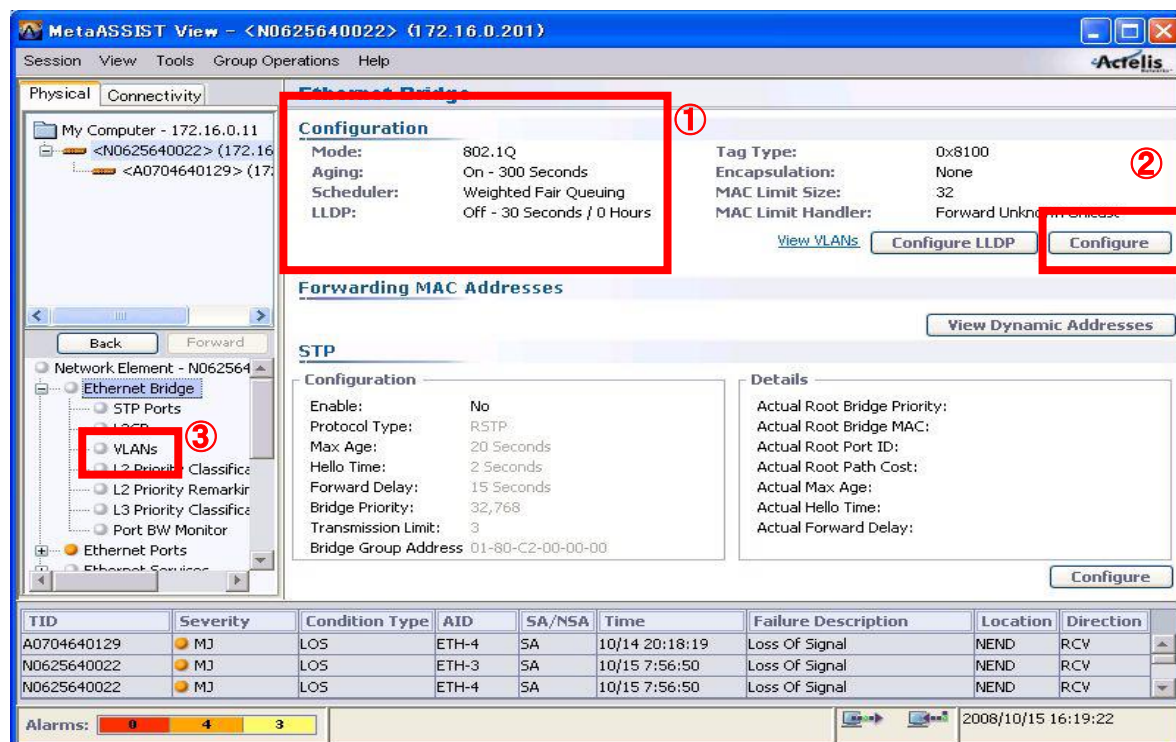 MetaASSIST View - <N0625640022> (172.16.0.201)
Session View Tools Group Operations Help
Actelis
Networks
Physical Connectivity
My Computer - 172.16.0.11
<N0625640022> (172.16
<A0704640129> (17
Back Forward
Network Element - N062564
Ethernet Bridge
STP Ports
L2CP
③
VLANs
L2 Priority Classifica
L2 Priority Remarkin
L3 Priority Classifica
Port BW Monitor
Ethernet Ports
Ethernet Services
Ethernet Bridge
①
Configuration
Mode: 802.1Q
Aging: On - 300 Seconds
Scheduler: Weighted Fair Queuing
LLDP: Off - 30 Seconds / 0 Hours
Tag Type: 0x8100
Encapsulation: None
MAC Limit Size: 32
MAC Limit Handler: Forward Unknown Unicast
②
View VLANs Configure LLDP Configure
Forwarding MAC Addresses
View Dynamic Addresses
STP
Configuration
Enable: No
Protocol Type: RSTP
Max Age: 20 Seconds
Hello Time: 2 Seconds
Forward Delay: 15 Seconds
Bridge Priority: 32,768
Transmission Limit: 3
Bridge Group Address 01-80-C2-00-00-00
Details
Actual Root Bridge Priority:
Actual Root Bridge MAC:
Actual Root Port ID:
Actual Root Path Cost:
Actual Max Age:
Actual Hello Time:
Actual Forward Delay:
Configure
TID Severity Condition Type AID SA/NSA Time Failure Description Location Direction
A0704640129 MJ LOS ETH-4 SA 10/14 20:18:19 Loss Of Signal NEND RCV
N0625640022 MJ LOS ETH-3 SA 10/15 7:56:50 Loss Of Signal NEND RCV
N0625640022 MJ LOS ETH-4 SA 10/15 7:56:50 Loss Of Signal NEND RCV
Alarms: 0 4 3
2008/10/15 16:19:22